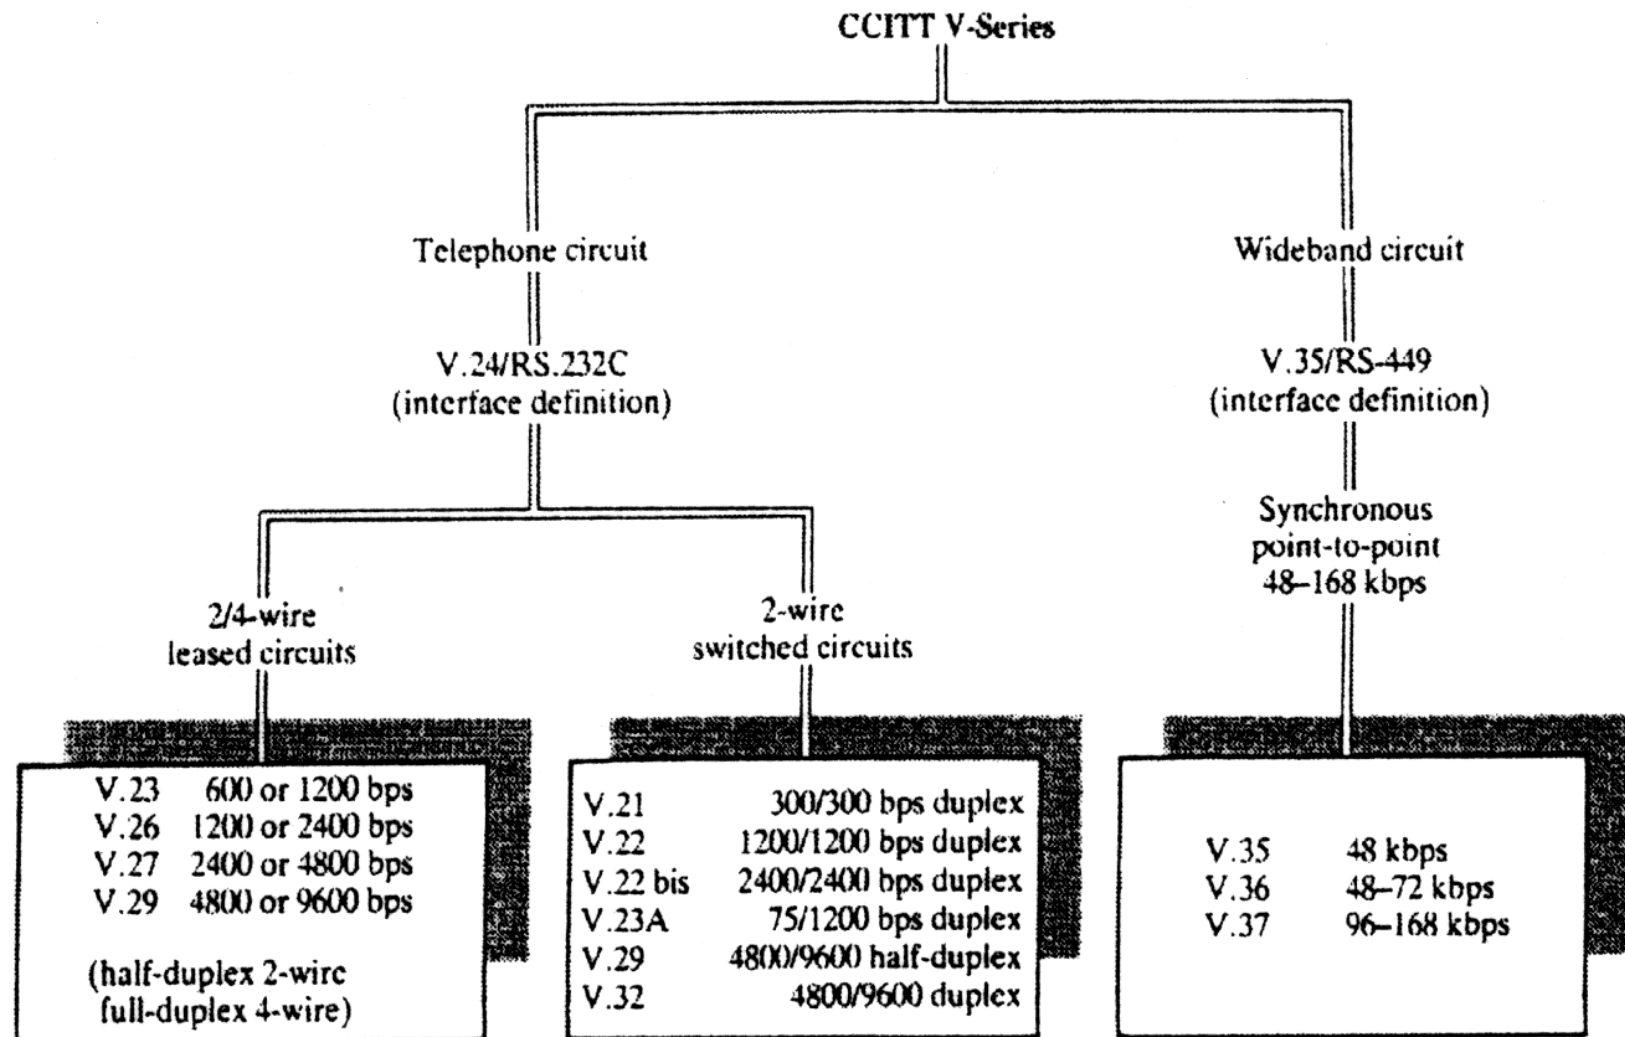 CCITT V-Series
Telephone circuit
Wideband circuit
V.24/RS.232C
(interface definition)
V.35/RS-449
(interface definition)
Synchronous
point-to-point
48–168 kbps
2/4-wire
leased circuits
2-wire
switched circuits
V.23 600 or 1200 bps
V.26 1200 or 2400 bps
V.27 2400 or 4800 bps
V.29 4800 or 9600 bps
(half-duplex 2-wire
full-duplex 4-wire)
V.21 300/300 bps duplex
V.22 1200/1200 bps duplex
V.22 bis 2400/2400 bps duplex
V.23A 75/1200 bps duplex
V.29 4800/9600 half-duplex
V.32 4800/9600 duplex
V.35 48 kbps
V.36 48–72 kbps
V.37 96–168 kbps